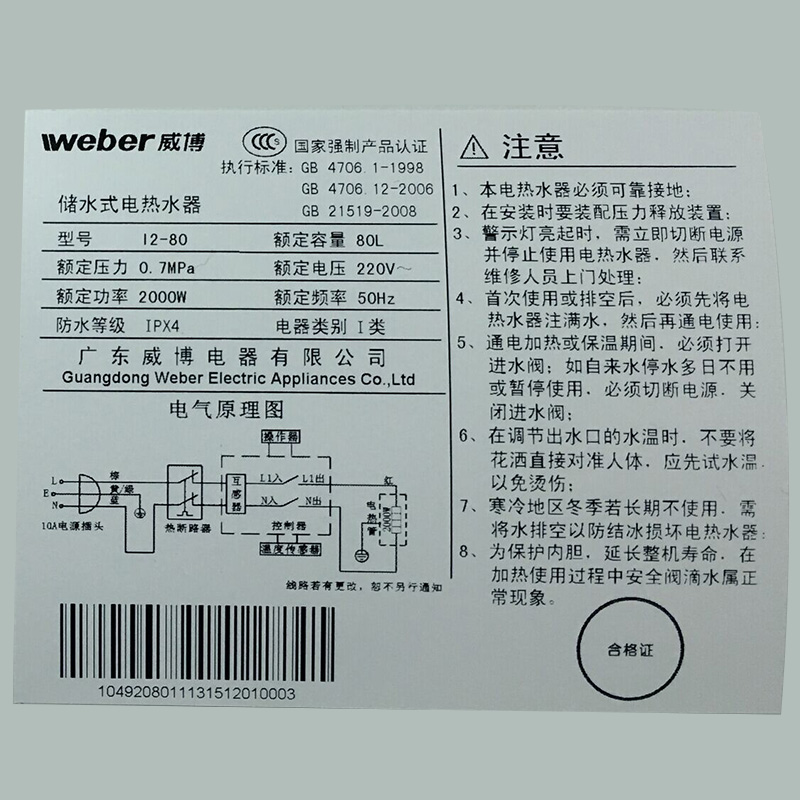 weber威博
国家强制产品认证
执行标准: GB 4706.1-1998
GB 4706.12-2006
GB 21519-2008
储水式电热水器
型号 I2-80 额定容量 80L
额定压力 0.7MPa 额定电压 220V~
额定功率 2000W 额定频率 50Hz
防水等级 IPX4 电器类别 I类
广东威博电器有限公司
Guangdong Weber Electric Appliances Co.,Ltd
电气原理图
操作器
L
E
N
棕
黄/绿
蓝
10A电源插头
热断路器
互感器
L1入 L1出
N入 N出
控制器
温度传感器
红
电热管
2000W
线路若有更改,恕不另行通知
1049208011131512010003
注意
1、本电热水器必须可靠接地;
2、在安装时要装配压力释放装置;
3、警示灯亮起时,需立即切断电源
并停止使用电热水器,然后联系
维修人员上门处理;
4、首次使用或排空后,必须先将电
热水器注满水,然后再通电使用;
5、通电加热或保温期间,必须打开
进水阀;如自来水停水多日不用
或暂停使用,必须切断电源,关
闭进水阀;
6、在调节出水口的水温时,不要将
花洒直接对准人体,应先试水温,
以免烫伤;
7、寒冷地区冬季若长期不使用,需
将水排空以防结冰损坏电热水器;
8、为保护内胆,延长整机寿命,在
加热使用过程中安全阀滴水属正
常现象。
合格证